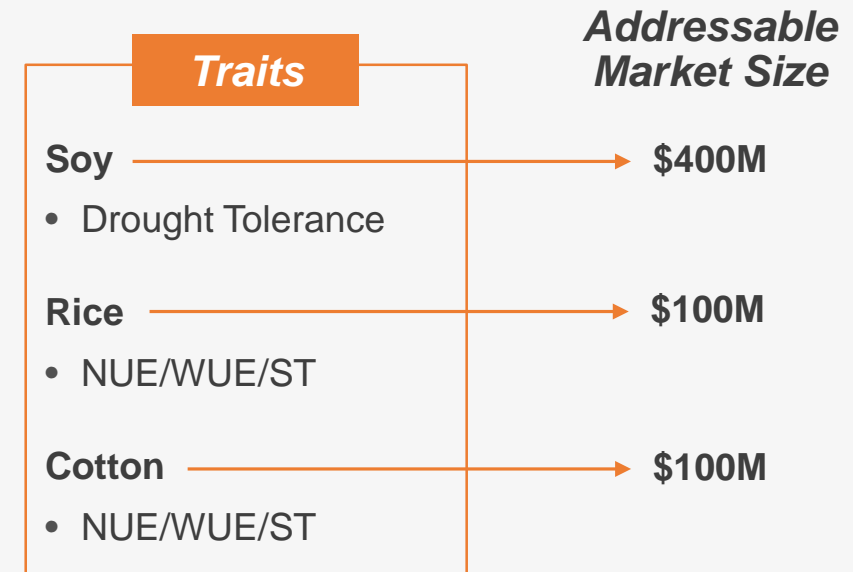 Traits
Addressable
Market Size
Soy
$400M
• Drought Tolerance
Rice
$100M
• NUE/WUE/ST
Cotton
$100M
• NUE/WUE/ST